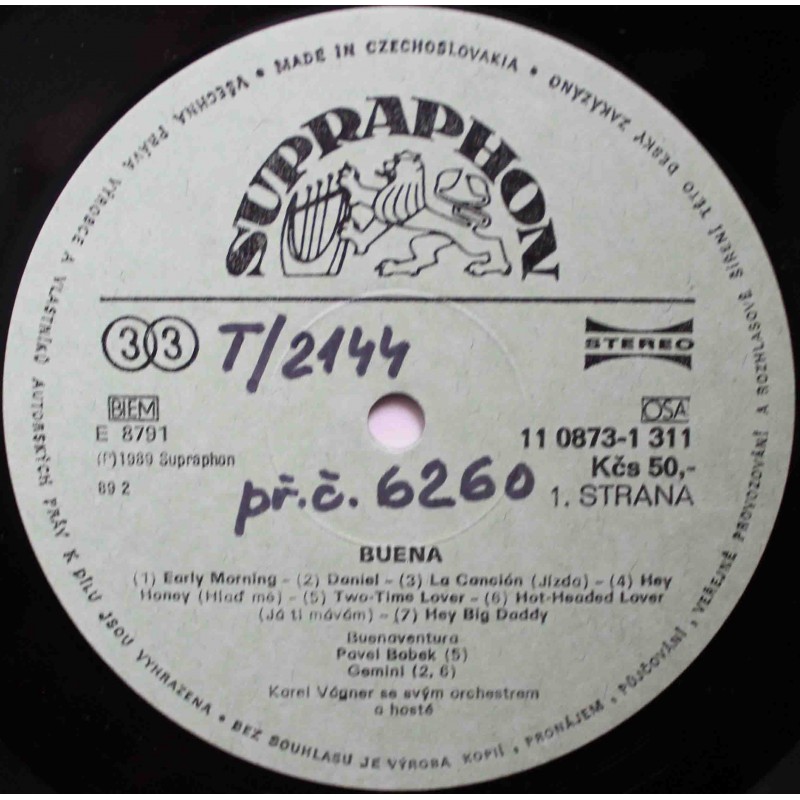 • MADE IN CZECHOSLOVAKIA •
VŠECHNA PRÁVA VÝROBCE A VLASTNÍKŮ AUTORSKÝCH PRÁV K DÍLU JSOU VYHRAZENA • BEZ SOUHLASU JE VÝROBA KOPIÍ, PRONÁJEM, PŮJČOVÁNÍ, VEŘEJNÉ PROVOZOVÁNÍ A ROZHLASOVÉ ŠÍŘENÍ TÉTO DESKY ZAKÁZÁNO
SUPRAPHON
33 T/2144 STEREO
BIEM OSA
E 8791 11 0873-1 311
(P)1989 Supraphon Kčs 50,-
89 2 př.č. 6260 1. STRANA
BUENA
(1) Early Morning – (2) Daniel – (3) La Canción (Jízda) – (4) Hey
Honey (Hlaď mě) – (5) Two-Time Lover – (6) Hot-Headed Lover
(Já ti mávám) – (7) Hey Big Daddy
Buenaventura
Pavel Bobek (5)
Gemini (2, 6)
Karel Vágner se svým orchestrem
a hosté